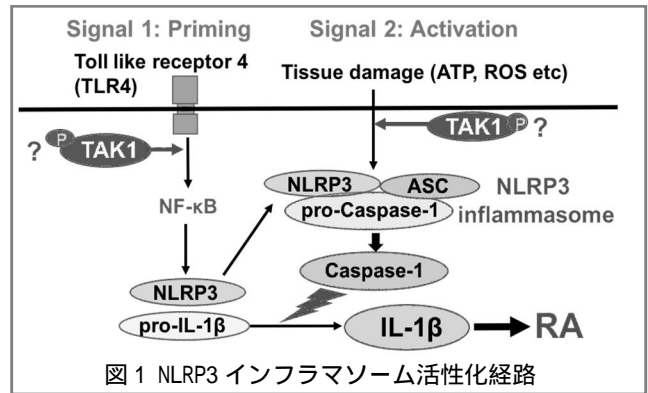 Signal 1: Priming
Signal 2: Activation
Toll like receptor 4
(TLR4)
Tissue damage (ATP, ROS etc)
? P TAK1
TAK1 P ?
NF-κB
NLRP3 ASC
pro-Caspase-1
NLRP3
inflammasome
Caspase-1
NLRP3
pro-IL-1β
IL-1β
RA
図1 NLRP3 インフラマソーム活性化経路